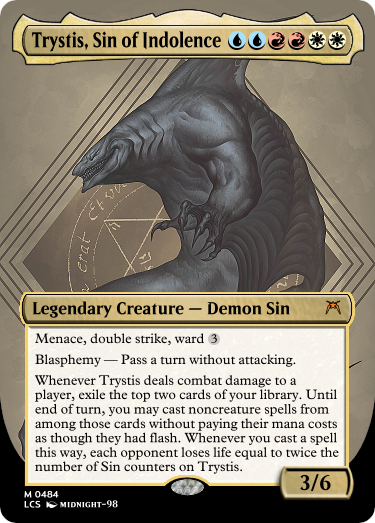 Trystis, Sin of Indolence
Legendary Creature — Demon Sin
Menace, double strike, ward 3
Blasphemy — Pass a turn without attacking.
Whenever Trystis deals combat damage to a
player, exile the top two cards of your library. Until
end of turn, you may cast noncreature spells from
among those cards without paying their mana costs
as though they had flash. Whenever you cast a spell
this way, each opponent loses life equal to twice the
number of Sin counters on Trystis.
3/6
M 0484
LCS MIDNIGHT-98